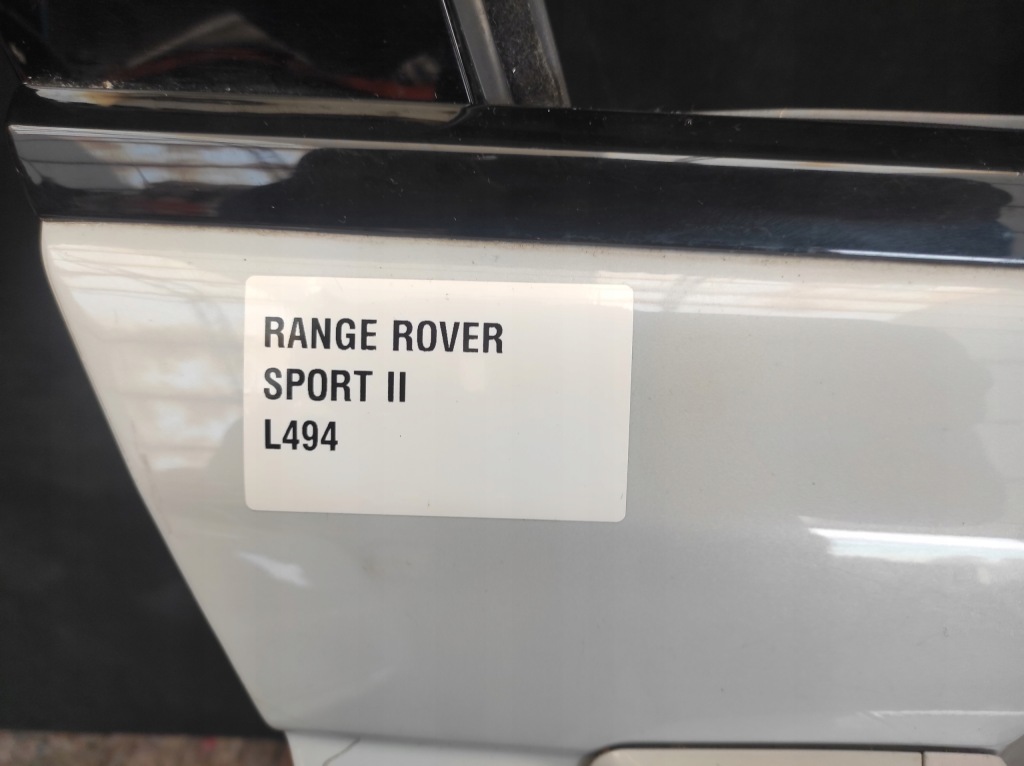 RANGE ROVER
SPORT II
L494